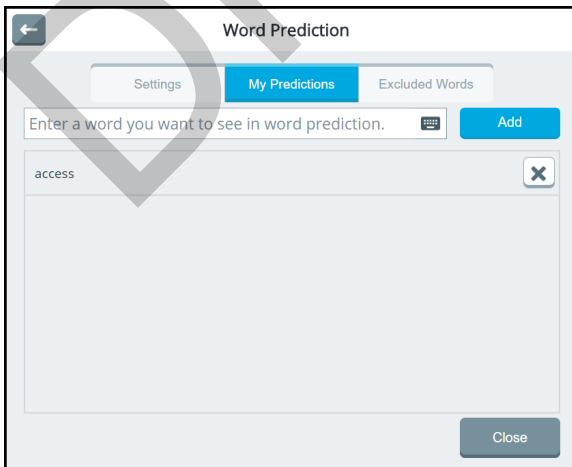 Word Prediction
Settings My Predictions Excluded Words
Enter a word you want to see in word prediction. Add
access
Close